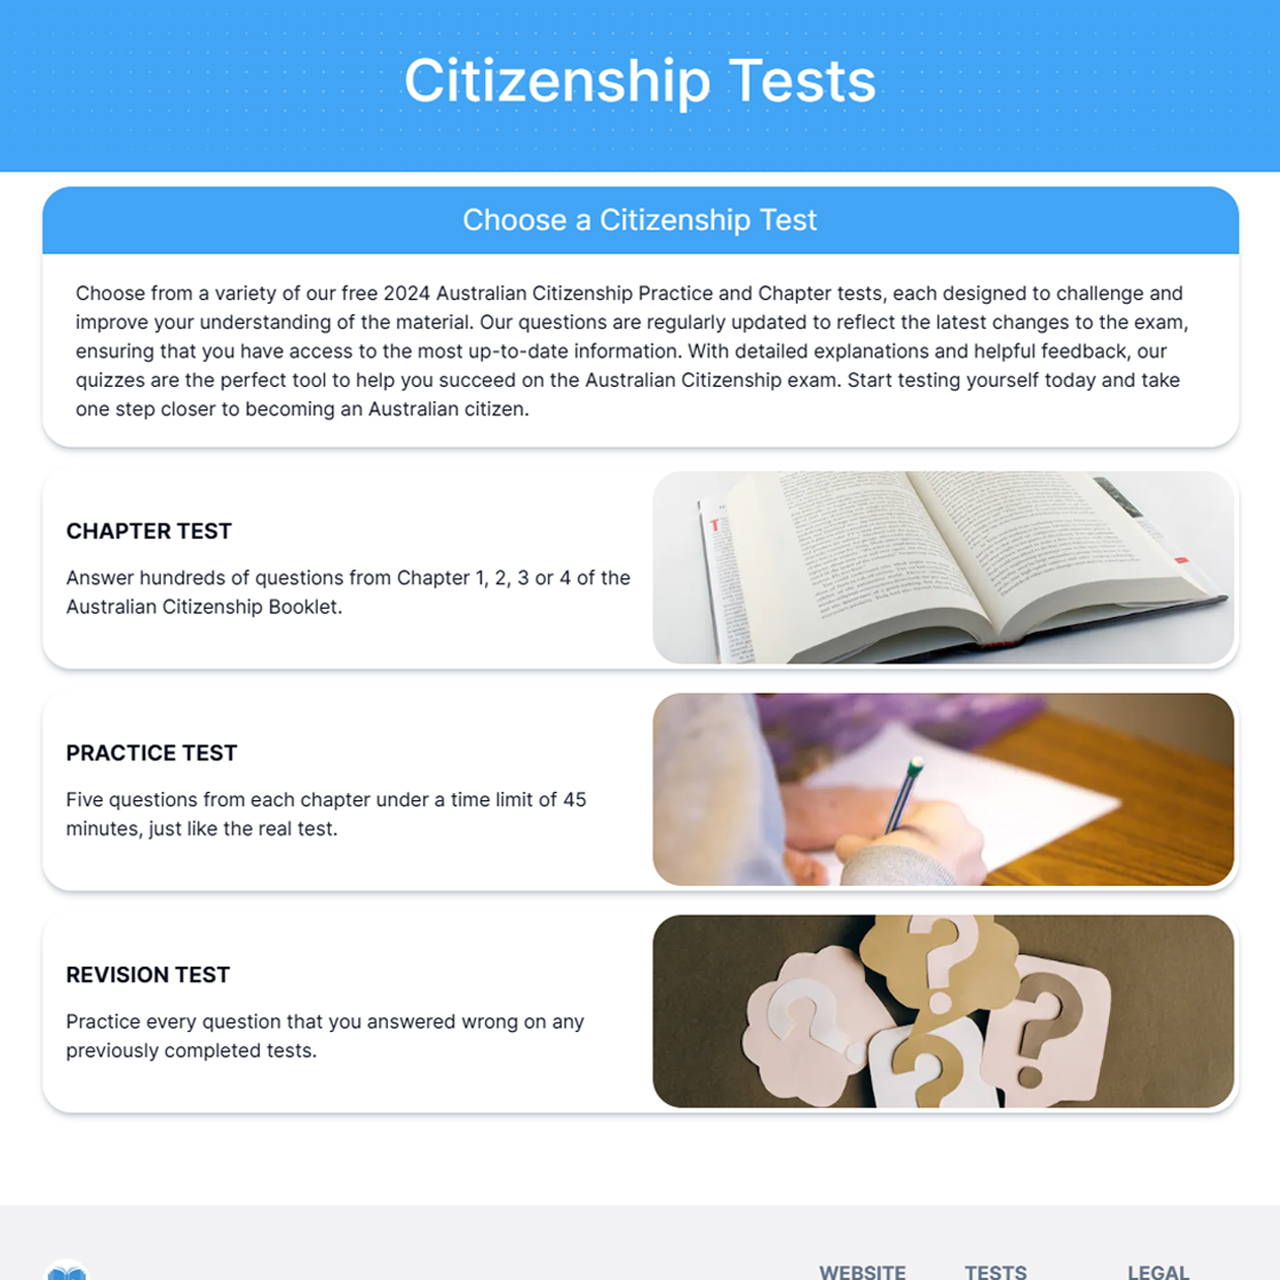 Citizenship Tests
Choose a Citizenship Test
Choose from a variety of our free 2024 Australian Citizenship Practice and Chapter tests, each designed to challenge and
improve your understanding of the material. Our questions are regularly updated to reflect the latest changes to the exam,
ensuring that you have access to the most up-to-date information. With detailed explanations and helpful feedback, our
quizzes are the perfect tool to help you succeed on the Australian Citizenship exam. Start testing yourself today and take
one step closer to becoming an Australian citizen.
CHAPTER TEST
Answer hundreds of questions from Chapter 1, 2, 3 or 4 of the
Australian Citizenship Booklet.
PRACTICE TEST
Five questions from each chapter under a time limit of 45
minutes, just like the real test.
REVISION TEST
Practice every question that you answered wrong on any
previously completed tests.
WEBSITE TESTS LEGAL